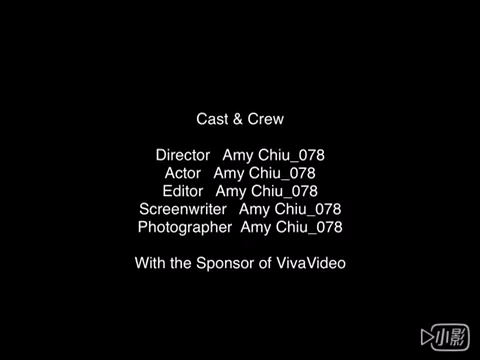 Cast & Crew
Director Amy Chiu_078
Actor Amy Chiu_078
Editor Amy Chiu_078
Screenwriter Amy Chiu_078
Photographer Amy Chiu_078
With the Sponsor of VivaVideo
小影